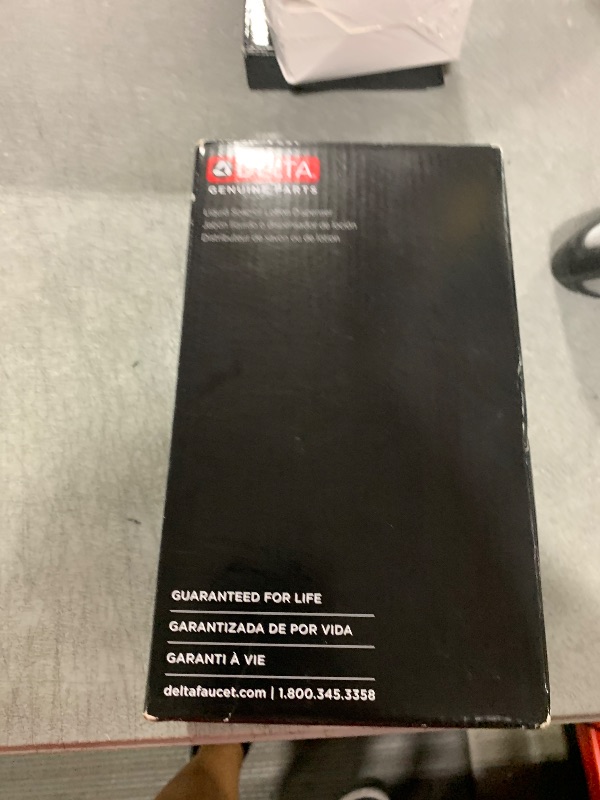 DELTA
GENUINE PARTS
Liquid Soap or Lotion Dispenser
Jabón líquido o dispensador de loción
Distributeur de savon ou de lotion
GUARANTEED FOR LIFE
GARANTIZADA DE POR VIDA
GARANTI À VIE
deltafaucet.com | 1.800.345.3358